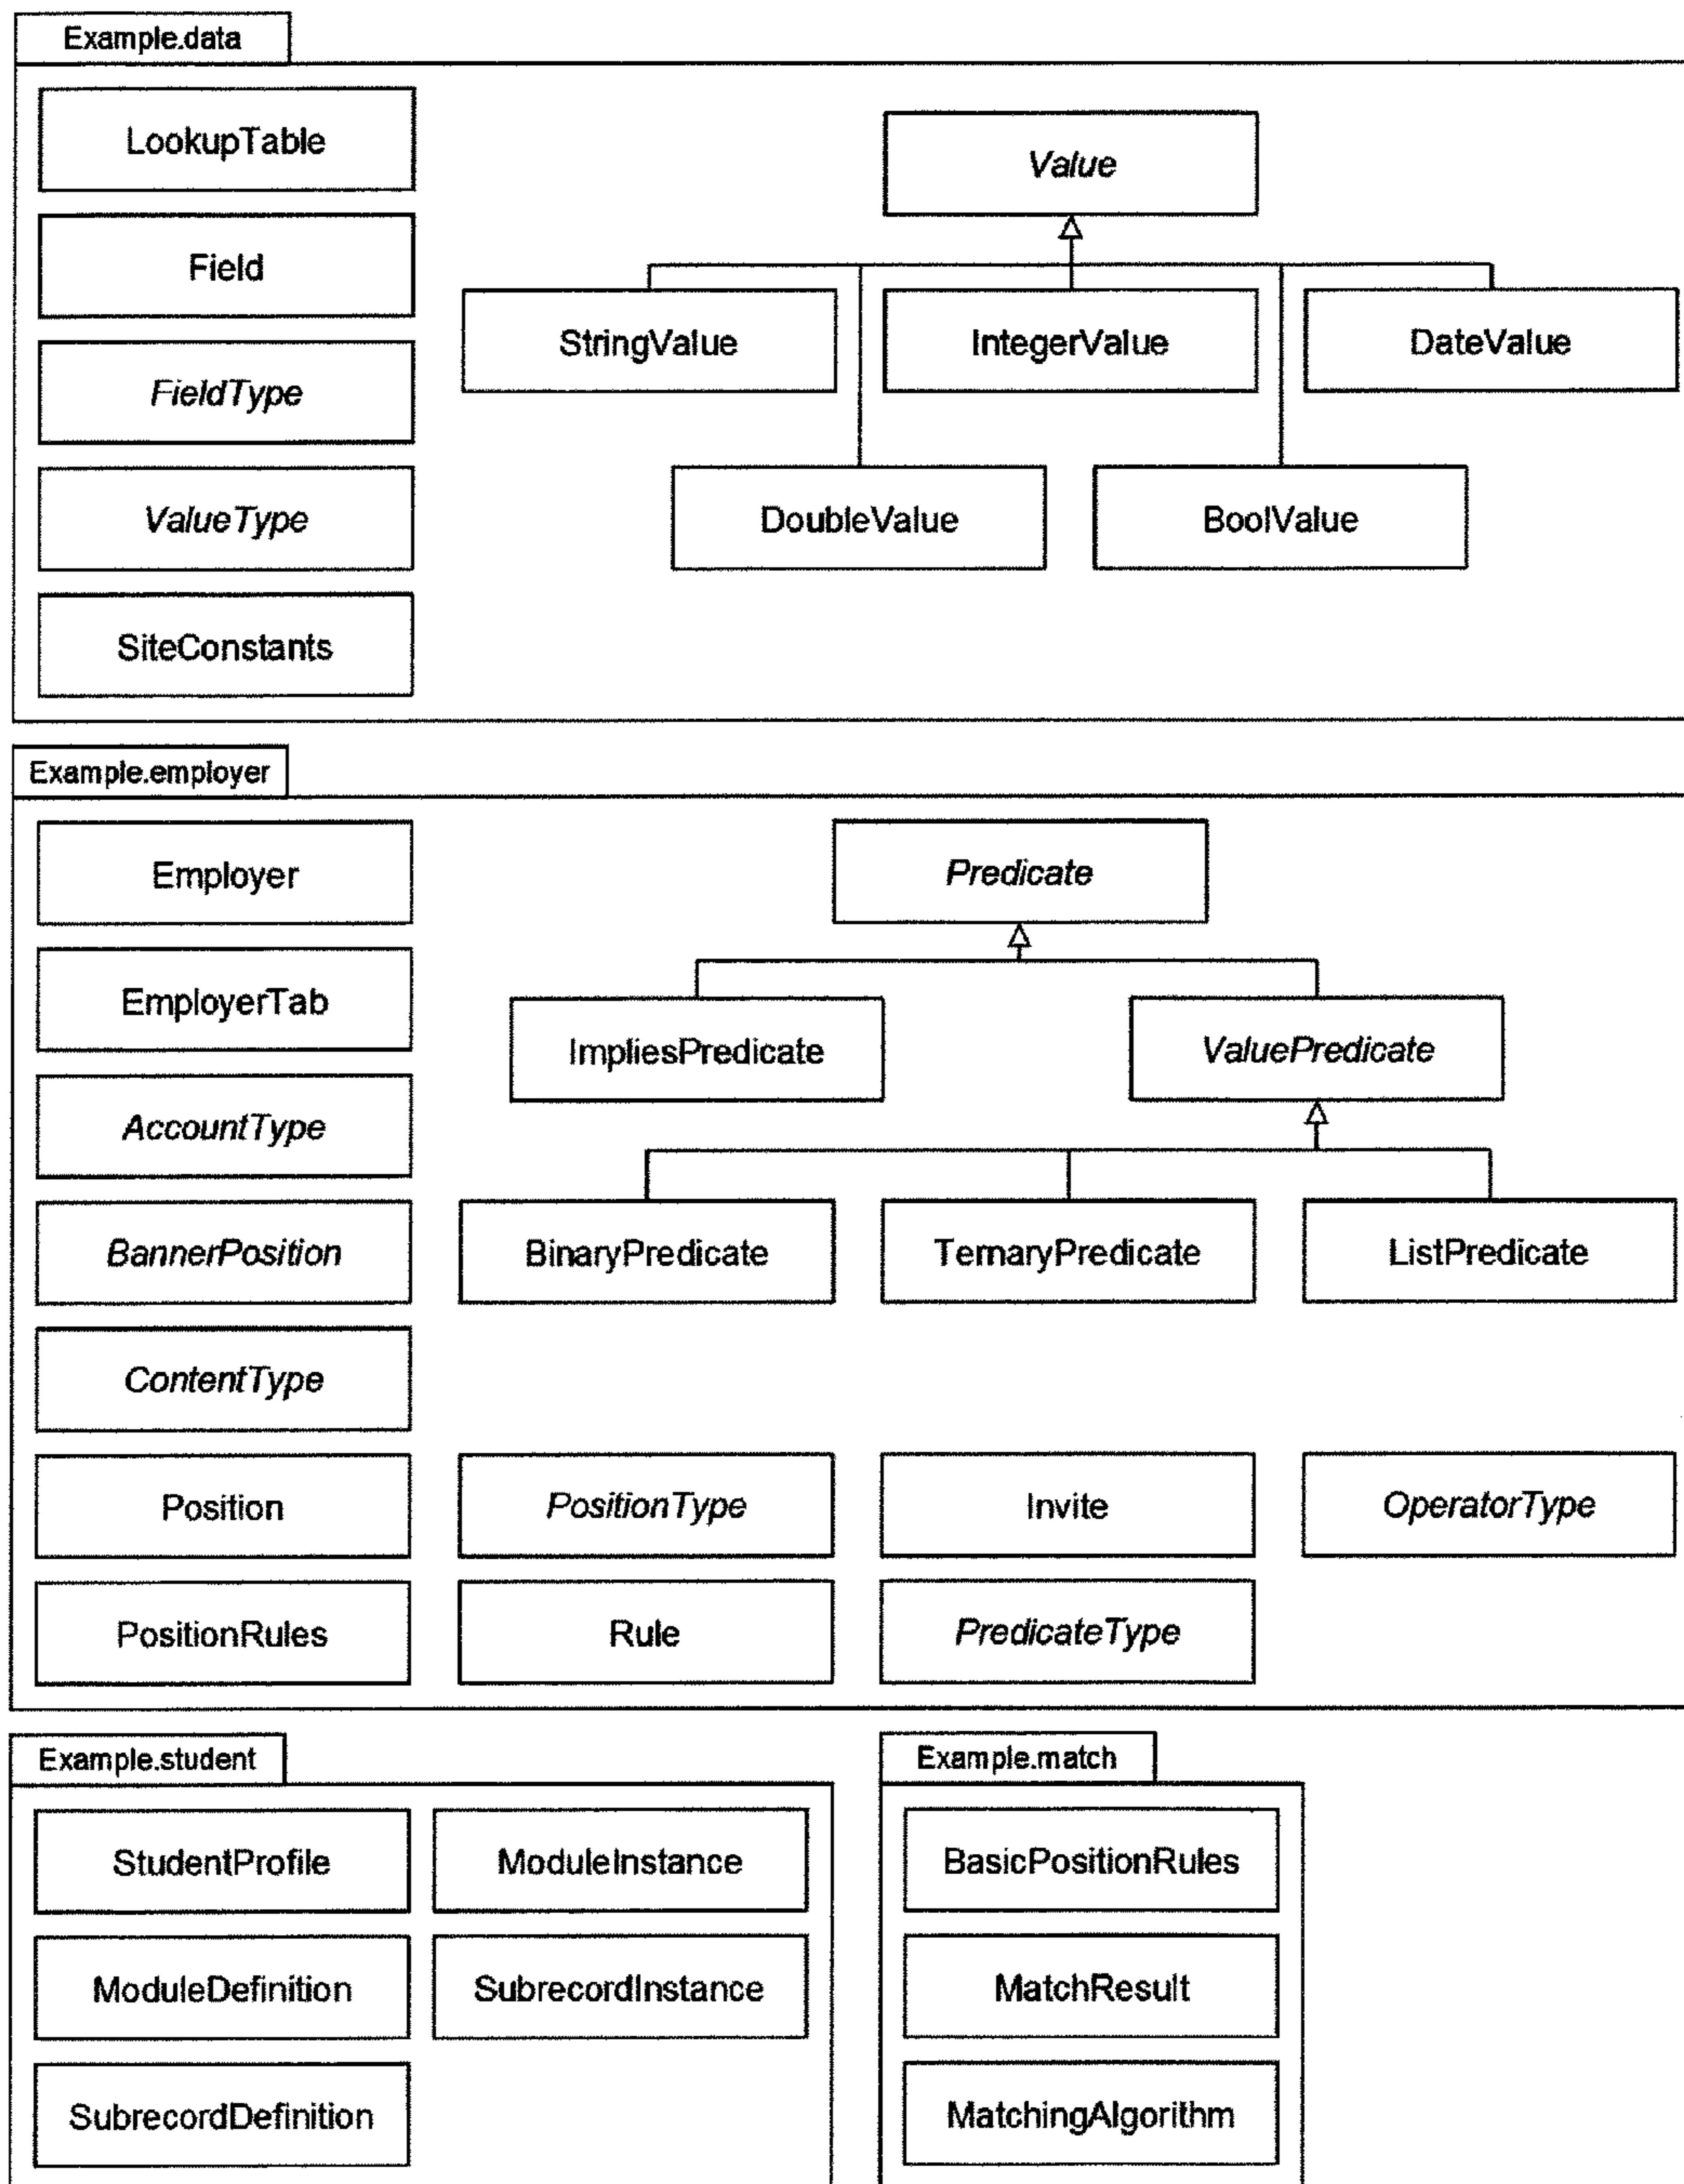 Example.data
LookupTable
Value
Field
StringValue
IntegerValue
DateValue
FieldType
ValueType
DoubleValue
BoolValue
SiteConstants
Example.employer
Employer
Predicate
EmployerTab
ImpliesPredicate
ValuePredicate
AccountType
BannerPosition
BinaryPredicate
TernaryPredicate
ListPredicate
ContentType
Position
PositionType
Invite
OperatorType
PositionRules
Rule
PredicateType
Example.student
StudentProfile
ModuleInstance
ModuleDefinition
SubrecordInstance
SubrecordDefinition
Example.match
BasicPositionRules
MatchResult
MatchingAlgorithm